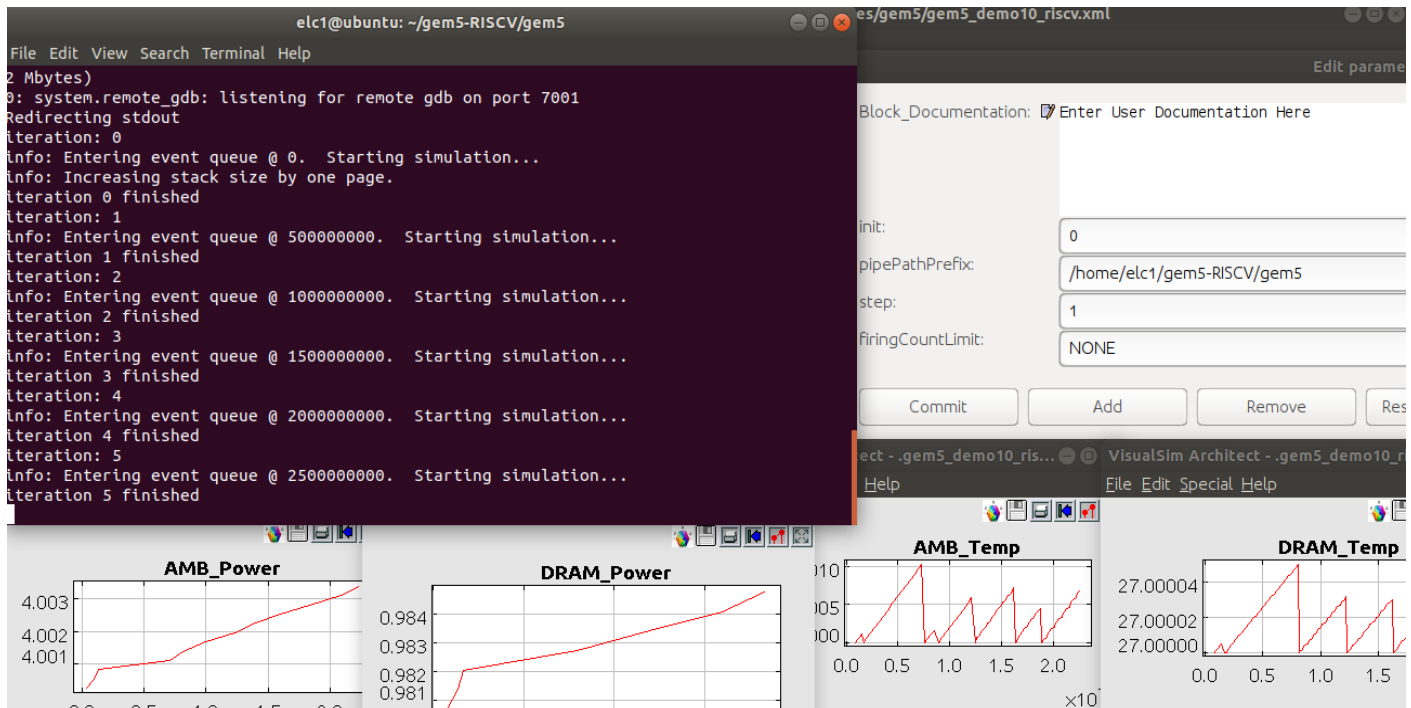 elc1@ubuntu: ~/gem5-RISCV/gem5
File Edit View Search Terminal Help
2 Mbytes)
0: system.remote_gdb: listening for remote gdb on port 7001
Redirecting stdout
iteration: 0
info: Entering event queue @ 0.  Starting simulation...
info: Increasing stack size by one page.
iteration 0 finished
iteration: 1
info: Entering event queue @ 500000000.  Starting simulation...
iteration 1 finished
iteration: 2
info: Entering event queue @ 1000000000.  Starting simulation...
iteration 2 finished
iteration: 3
info: Entering event queue @ 1500000000.  Starting simulation...
iteration 3 finished
iteration: 4
info: Entering event queue @ 2000000000.  Starting simulation...
iteration 4 finished
iteration: 5
info: Entering event queue @ 2500000000.  Starting simulation...
iteration 5 finished
es/gem5/gem5_demo10_riscv.xml
Edit parame
Block_Documentation: Enter User Documentation Here
init: 0
pipePathPrefix: /home/elc1/gem5-RISCV/gem5
step: 1
firingCountLimit: NONE
Commit Add Remove Res
ect - .gem5_demo10_ris...
Help
VisualSim Architect - .gem5_demo10_ri
File Edit Special Help
AMB_Power
4.003
4.002
4.001
DRAM_Power
0.984
0.983
0.982
0.981
AMB_Temp
010
005
000
0.0 0.5 1.0 1.5 2.0
×10
DRAM_Temp
27.00004
27.00002
27.00000
0.0 0.5 1.0 1.5